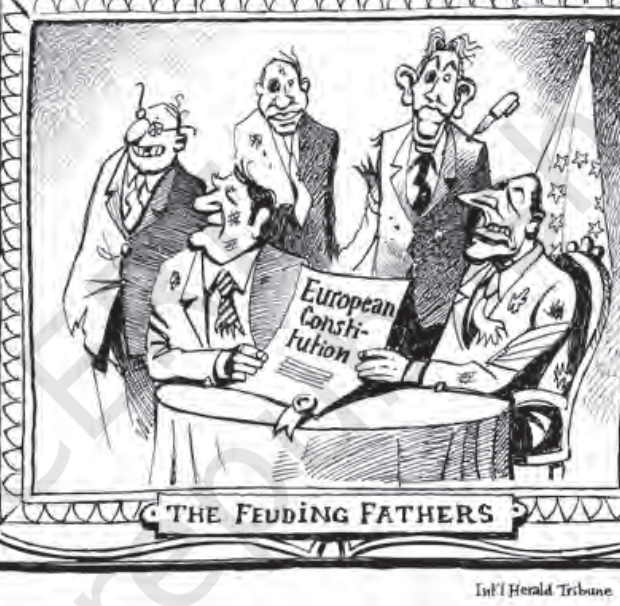 European
Consti-
tution
THE FEUDING FATHERS
Int'l Herald Tribune